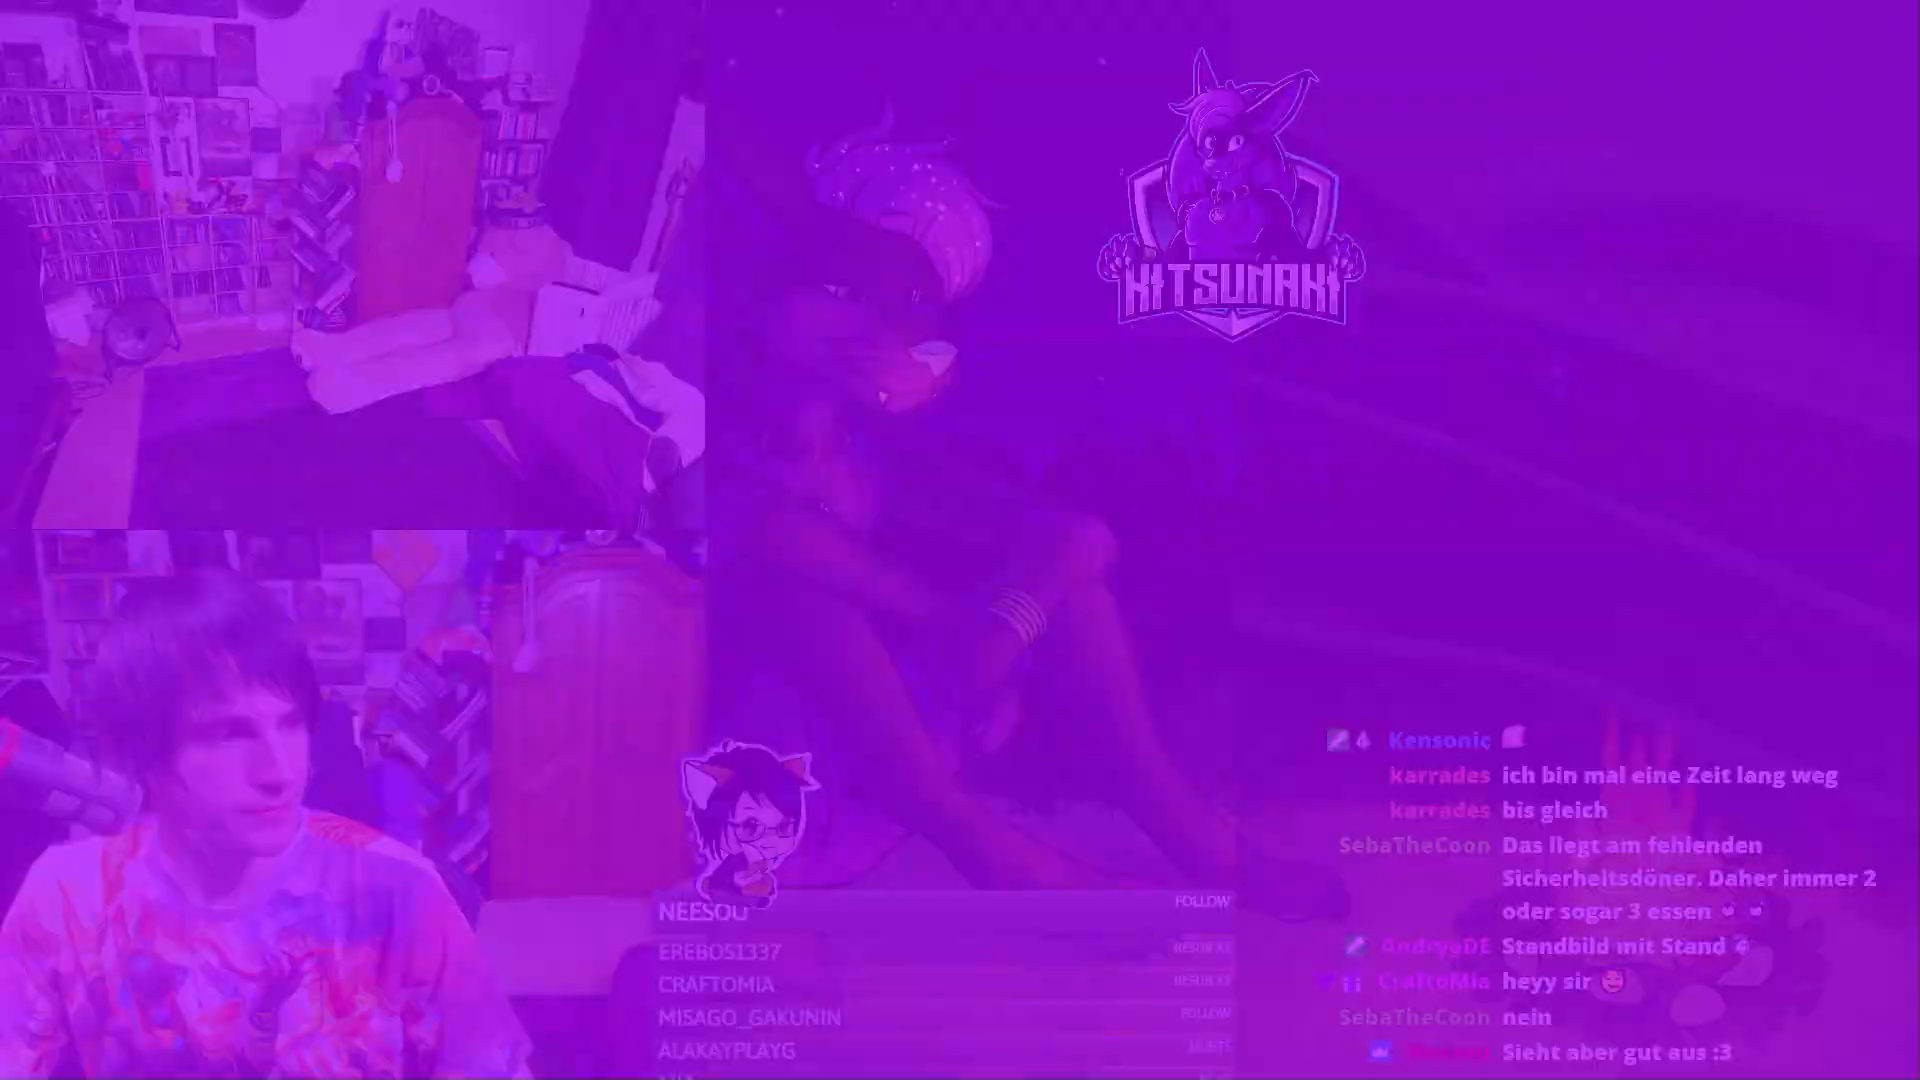 KITSUNAKI
Kensonic
karrades ich bin mal eine Zeit lang weg
karrades bis gleich
SebaTheCoon Das liegt am fehlenden
Sicherheitsdöner. Daher immer 2
oder sogar 3 essen
AndryoDE Standbild mit Stand
CraftoMia heyy sir
SebaTheCoon nein
Sieht aber gut aus :3
NEESOU FOLLOW
EREBOS1337
CRAFTOMIA
MISAGO_GAKUNIN FOLLOW
ALAKAYPLAYG